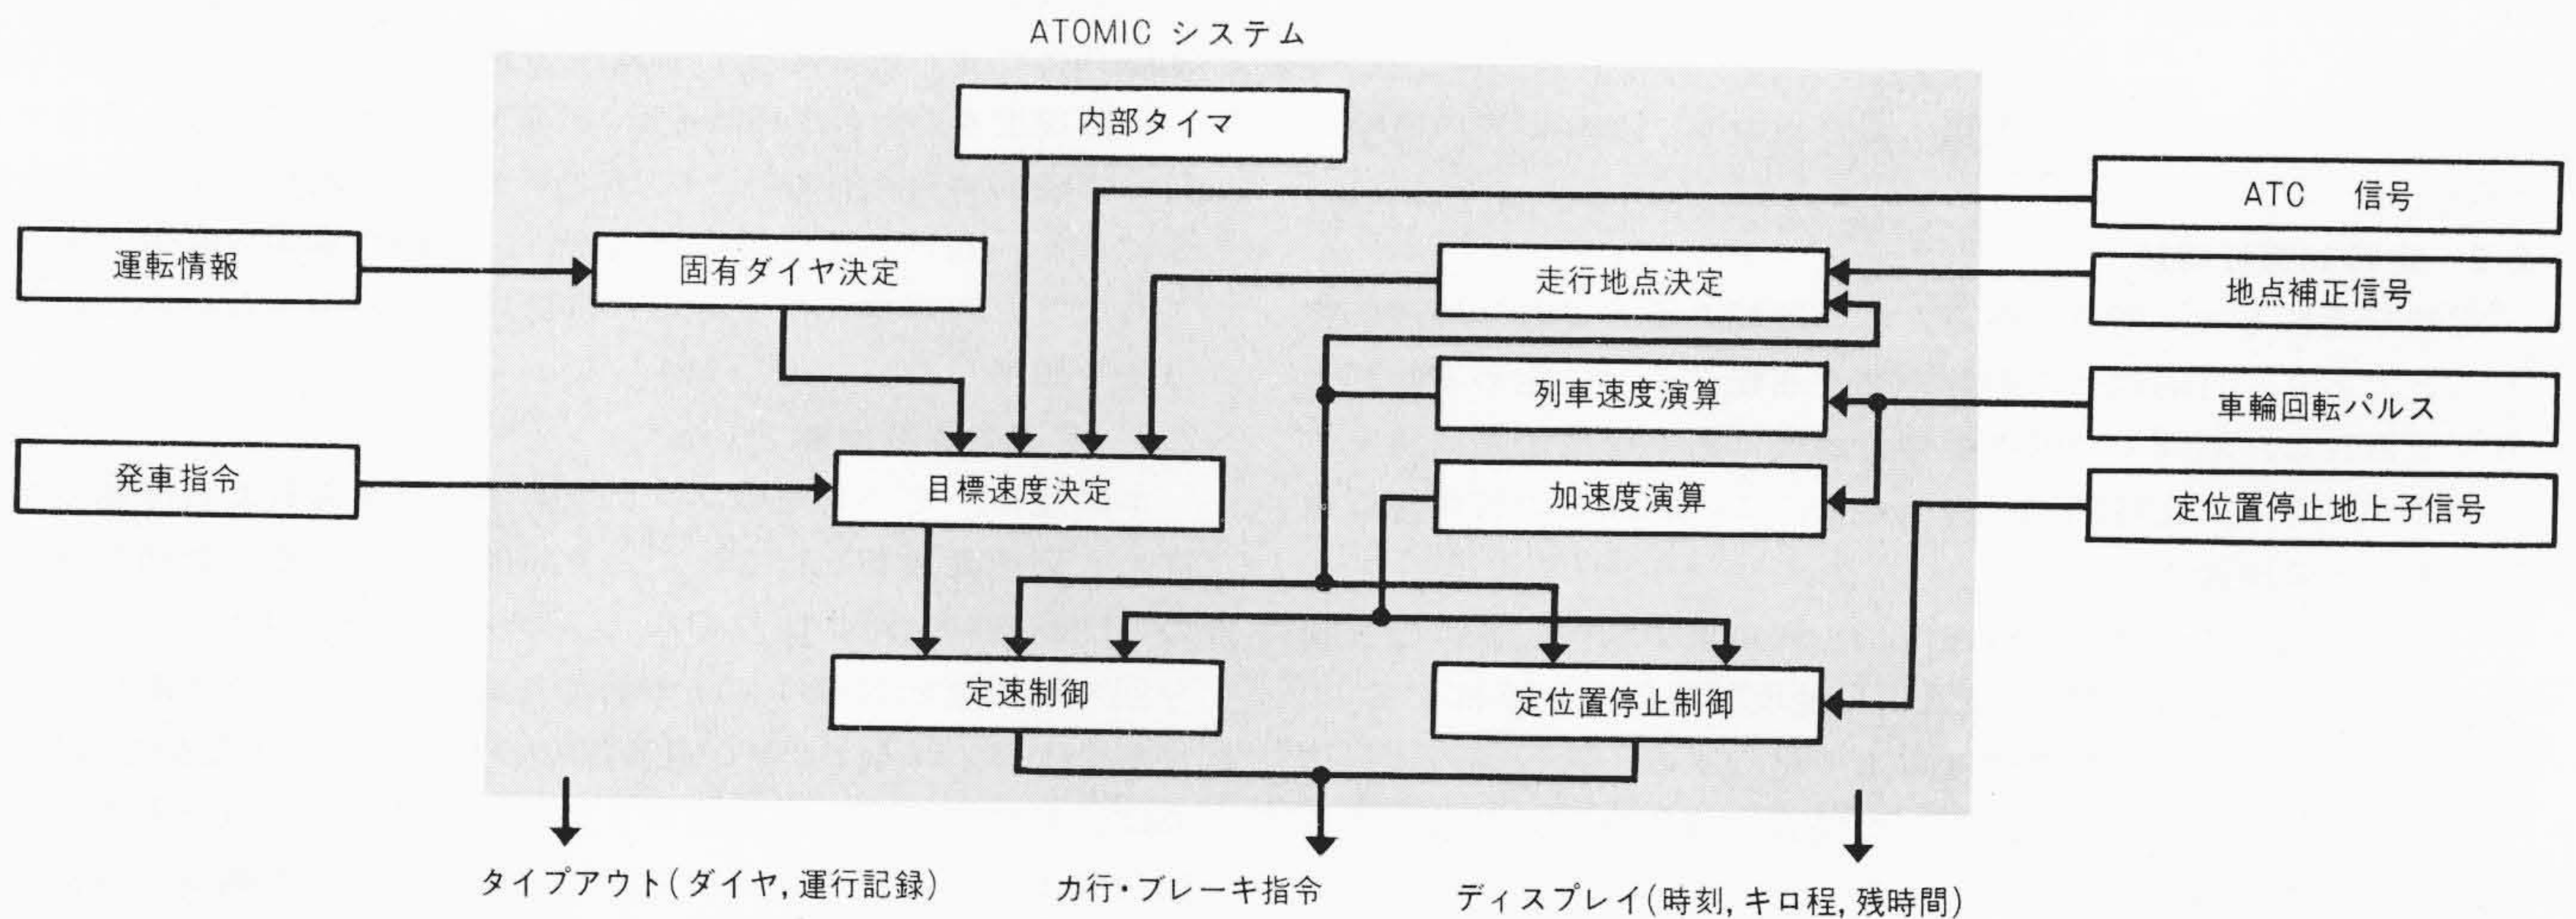 ATOMIC システム
内部タイマ
ATC 信号
運転情報
固有ダイヤ決定
走行地点決定
地点補正信号
列車速度演算
車輪回転パルス
発車指令
目標速度決定
加速度演算
定位置停止地上子信号
定速制御
定位置停止制御
タイプアウト(ダイヤ,運行記録)
力行・ブレーキ指令
ディスプレイ(時刻,キロ程,残時間)